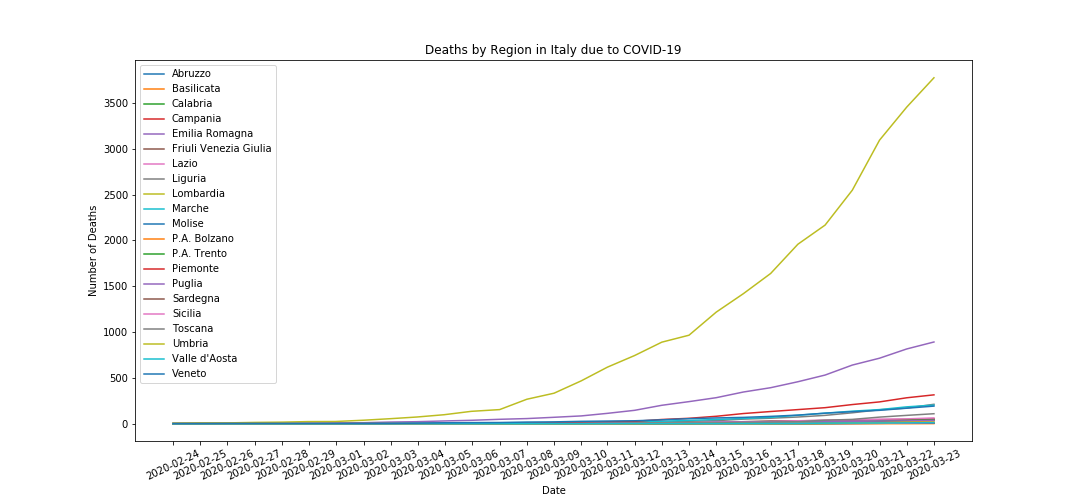 Deaths by Region in Italy due to COVID-19
Abruzzo
Basilicata
Calabria
Campania
Emilia Romagna
Friuli Venezia Giulia
Lazio
Liguria
Lombardia
Marche
Molise
P.A. Bolzano
P.A. Trento
Piemonte
Puglia
Sardegna
Sicilia
Toscana
Umbria
Valle d'Aosta
Veneto
Number of Deaths
3500
3000
2500
2000
1500
1000
500
0
2020-02-24
2020-02-25
2020-02-26
2020-02-27
2020-02-28
2020-02-29
2020-03-01
2020-03-02
2020-03-03
2020-03-04
2020-03-05
2020-03-06
2020-03-07
2020-03-08
2020-03-09
2020-03-10
2020-03-11
2020-03-12
2020-03-13
2020-03-14
2020-03-15
2020-03-16
2020-03-17
2020-03-18
2020-03-19
2020-03-20
2020-03-21
2020-03-22
2020-03-23
Date